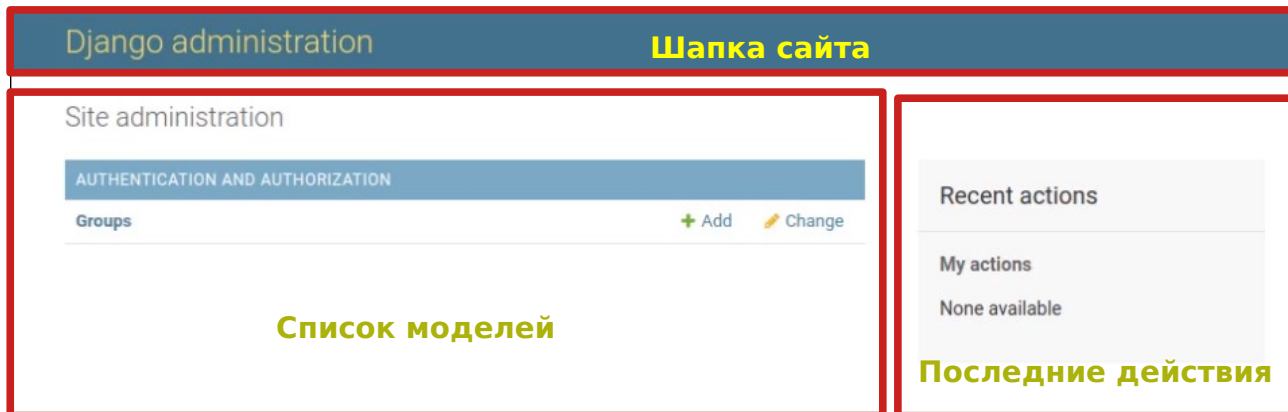 Django administration
Шапка сайта
Site administration
AUTHENTICATION AND AUTHORIZATION
Groups
Add
Change
Список моделей
Recent actions
My actions
None available
Последние действия